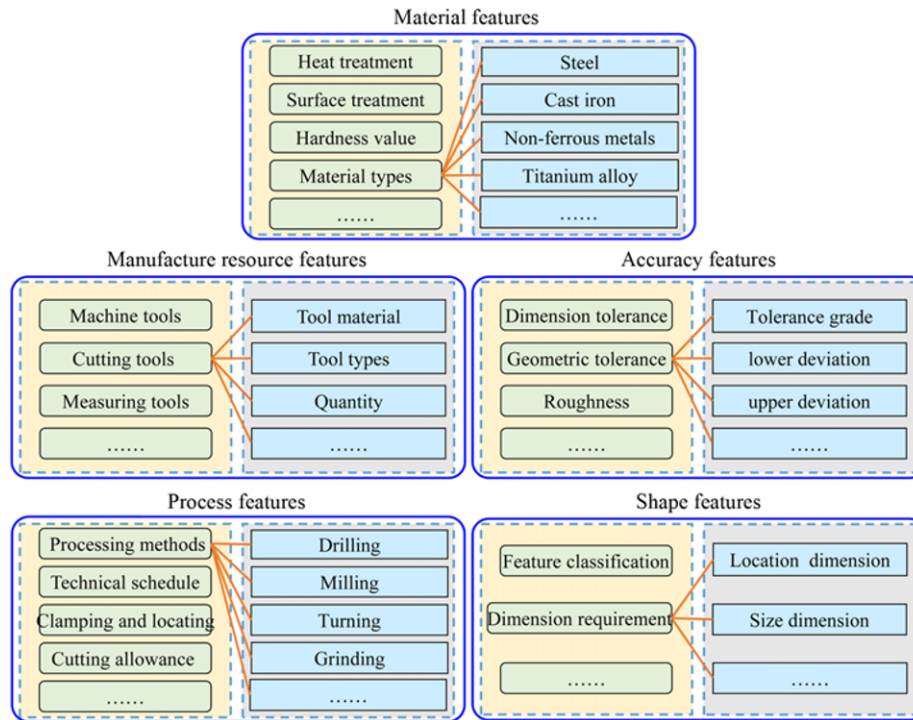 Material features
Heat treatment
Steel
Surface treatment
Cast iron
Hardness value
Non-ferrous metals
Material types
Titanium alloy
……
……
Manufacture resource features
Machine tools
Tool material
Cutting tools
Tool types
Measuring tools
Quantity
……
……
Accuracy features
Dimension tolerance
Tolerance grade
Geometric tolerance
lower deviation
Roughness
upper deviation
……
……
Process features
Processing methods
Drilling
Technical schedule
Milling
Clamping and locating
Turning
Cutting allowance
Grinding
……
……
Shape features
Feature classification
Location dimension
Dimension requirement
Size dimension
……
……